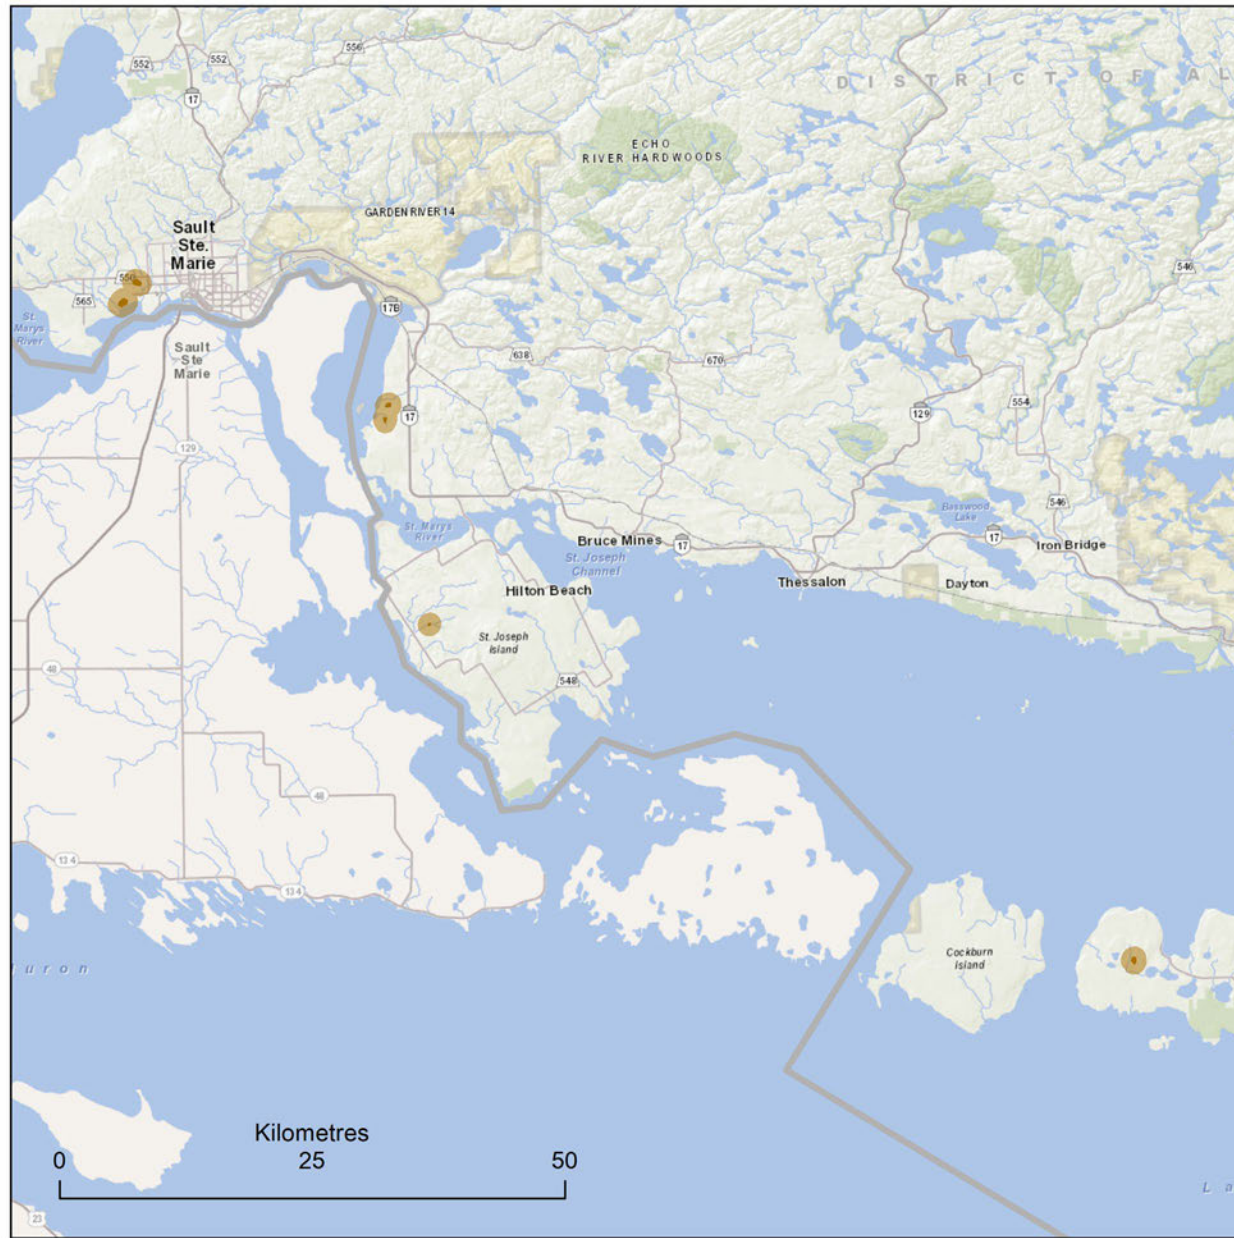 552
552
556
17
DISTRICT OF AL
ECHO
RIVER HARDWOODS
GARDEN RIVER 14
Sault
Ste.
Marie
550
565
546
St.
Marys
River
17B
Sault
Ste
Marie
638
670
17
129
554
129
546
Basswood
Lake
St. Marys
River
Bruce Mines
17
17
Iron Bridge
St. Joseph
Channel
Thessalon
Dayton
Hilton Beach
St. Joseph
Island
48
548
48
134
134
Cockburn
Island
uron
Kilometres
0
25
50
La
23